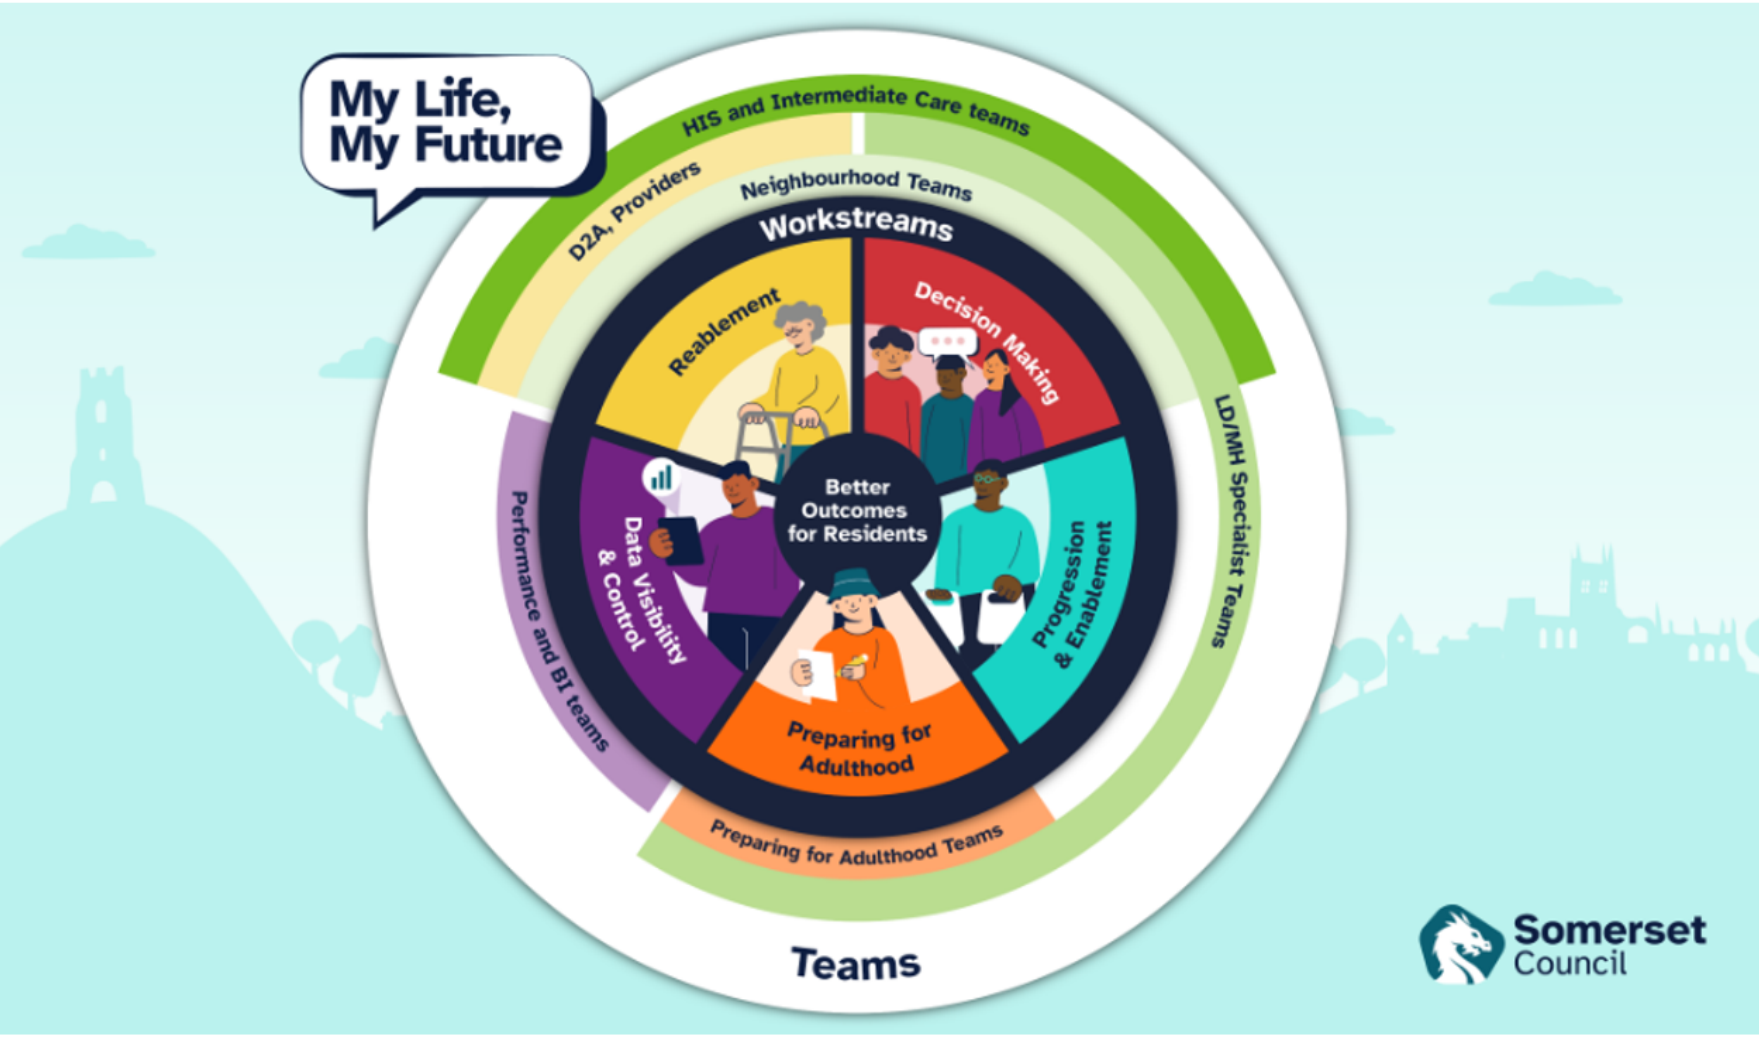 My Life,
My Future
HIS and Intermediate Care teams
D2A, Providers
Neighbourhood Teams
Workstreams
Reablement
Decision Making
LD/MH Specialist Teams
Better
Outcomes
for Residents
Performance and BI teams
Data Visibility
& Control
Progression
& Enablement
Preparing for
Adulthood
Preparing for Adulthood Teams
Teams
Somerset
Council